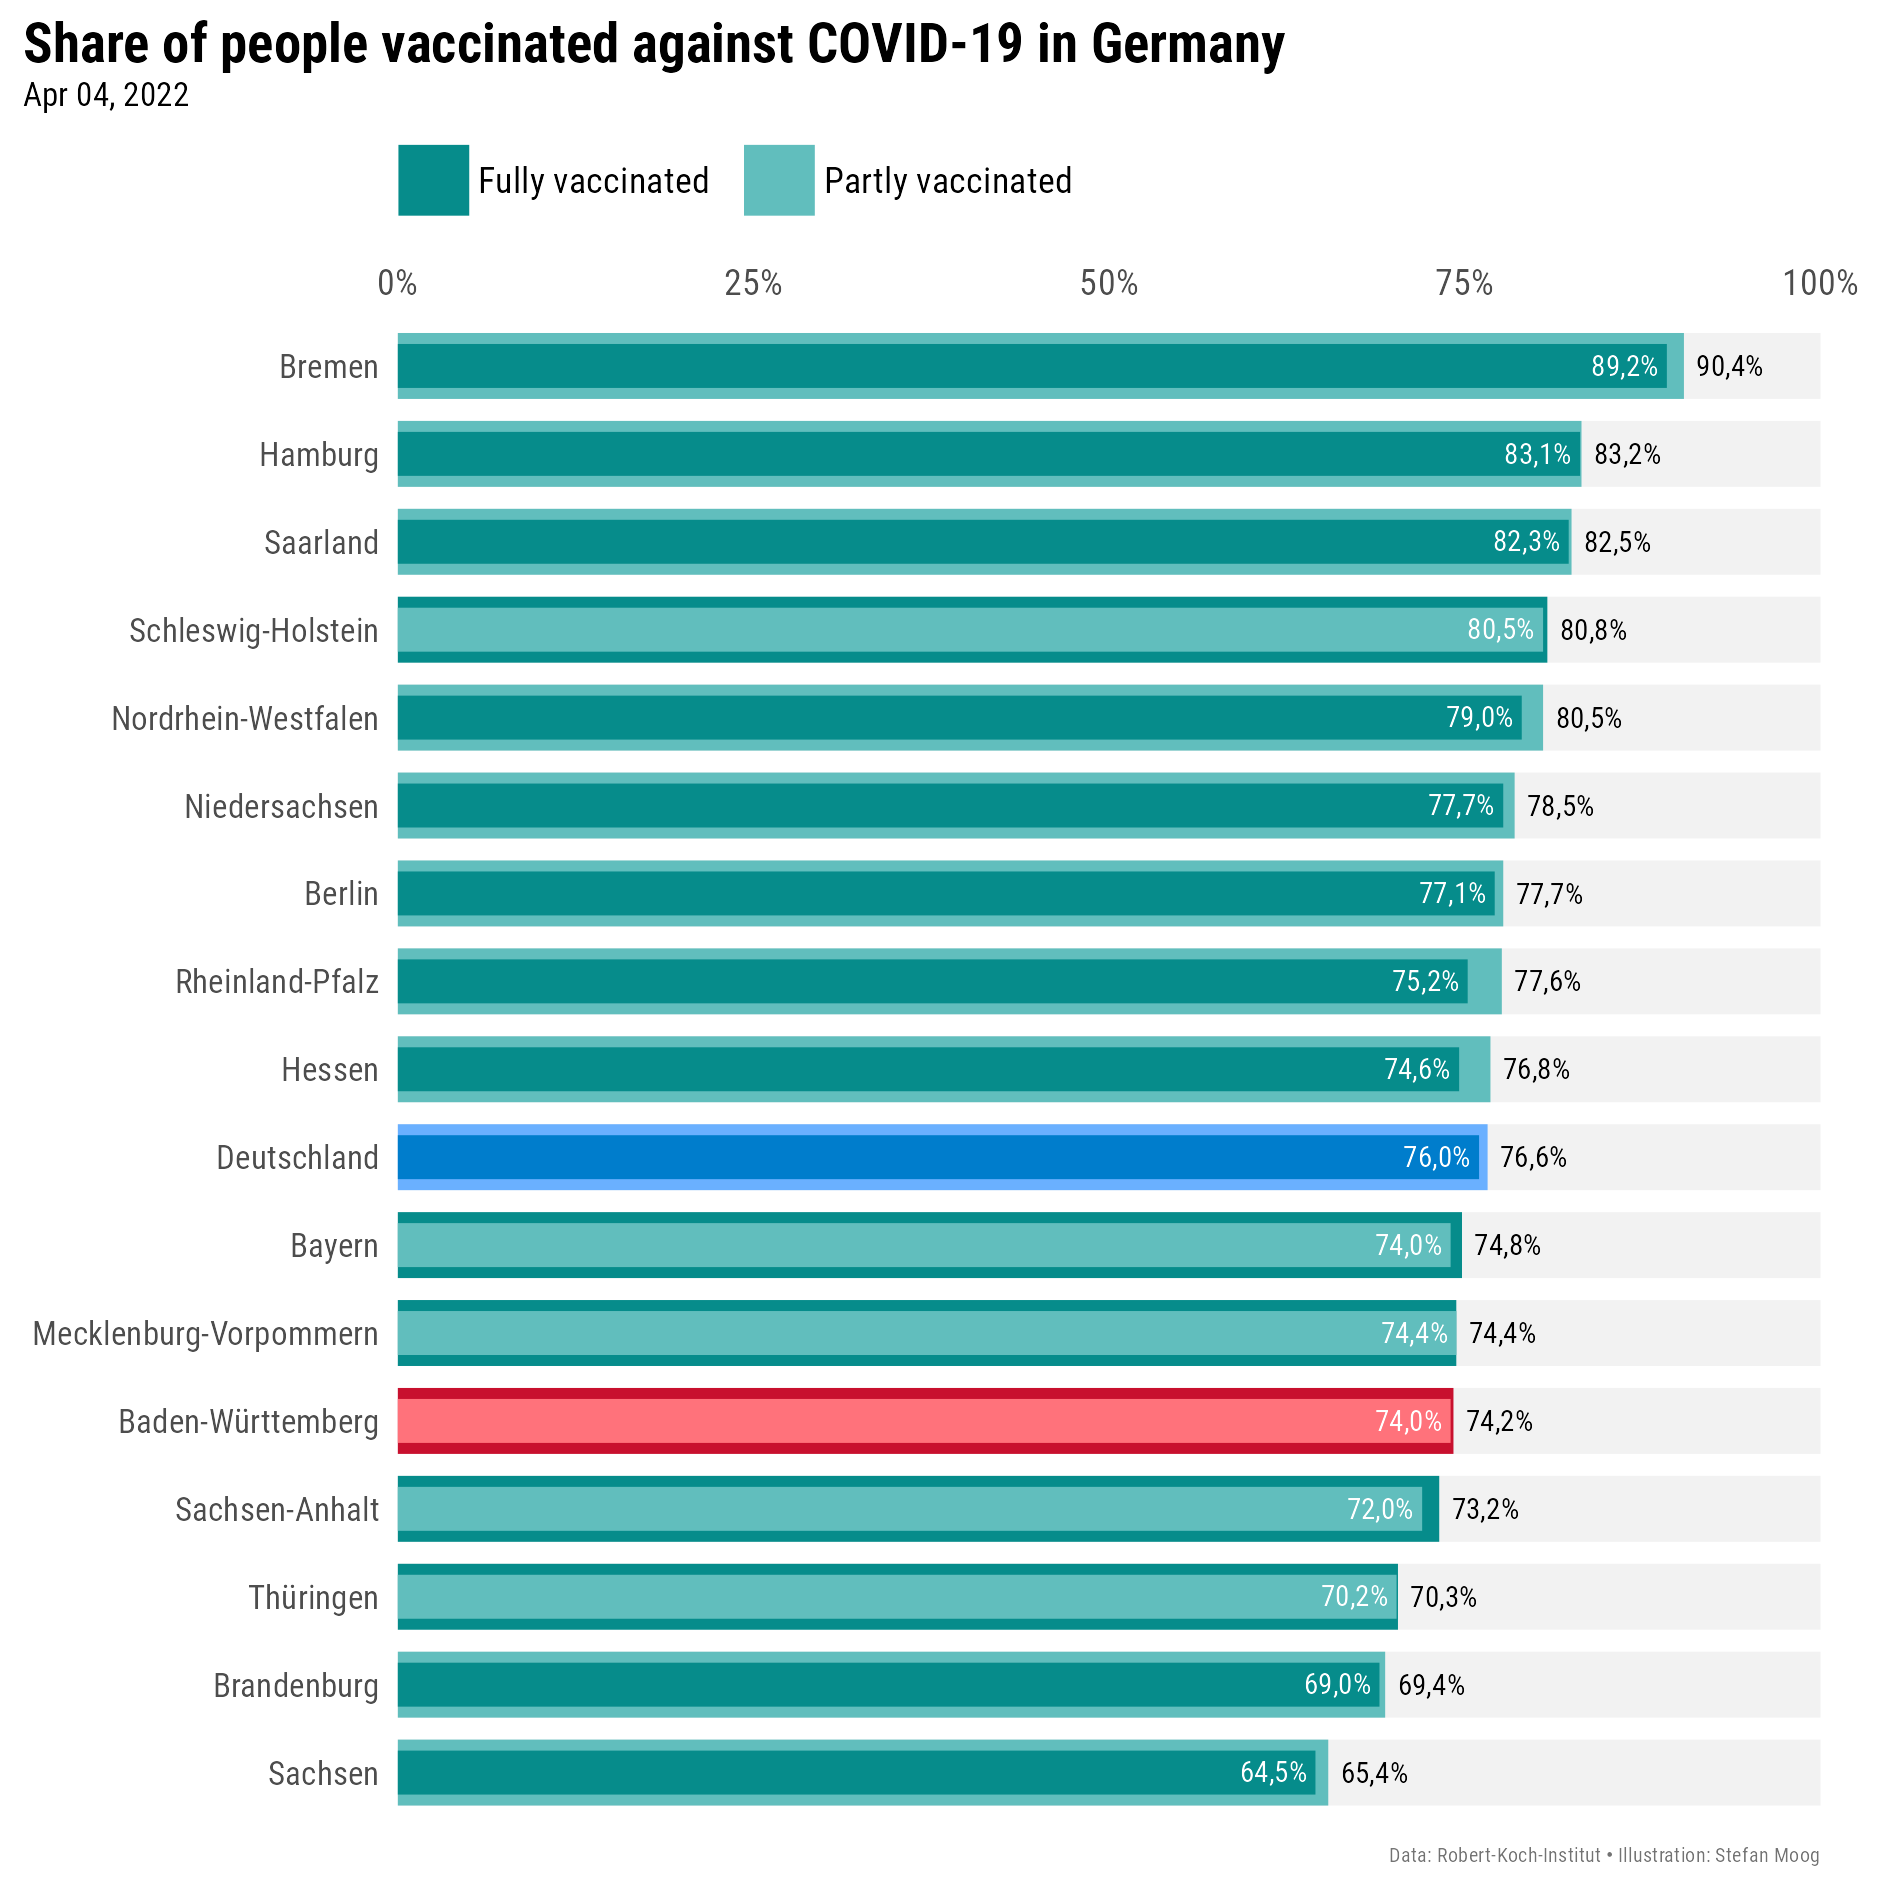 Share of people vaccinated against COVID-19 in Germany
Apr 04, 2022
Fully vaccinated Partly vaccinated
0% 25% 50% 75% 100%
Bremen 89,2% 90,4%
Hamburg 83,1% 83,2%
Saarland 82,3% 82,5%
Schleswig-Holstein 80,5% 80,8%
Nordrhein-Westfalen 79,0% 80,5%
Niedersachsen 77,7% 78,5%
Berlin 77,1% 77,7%
Rheinland-Pfalz 75,2% 77,6%
Hessen 74,6% 76,8%
Deutschland 76,0% 76,6%
Bayern 74,0% 74,8%
Mecklenburg-Vorpommern 74,4% 74,4%
Baden-Württemberg 74,0% 74,2%
Sachsen-Anhalt 72,0% 73,2%
Thüringen 70,2% 70,3%
Brandenburg 69,0% 69,4%
Sachsen 64,5% 65,4%
Data: Robert-Koch-Institut • Illustration: Stefan Moog